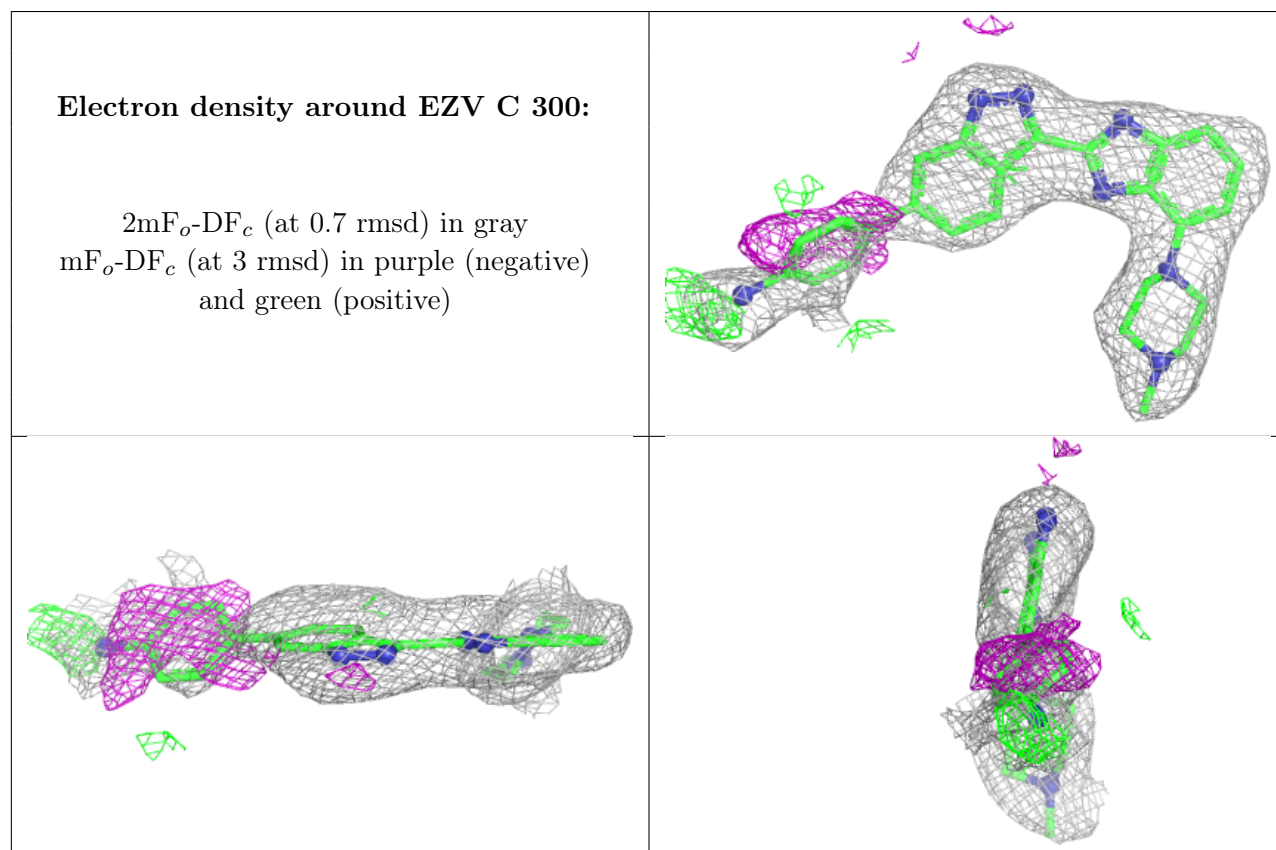 Electron density around EZV C 300:
2mFo-DFc (at 0.7 rmsd) in gray
mFo-DFc (at 3 rmsd) in purple (negative)
and green (positive)